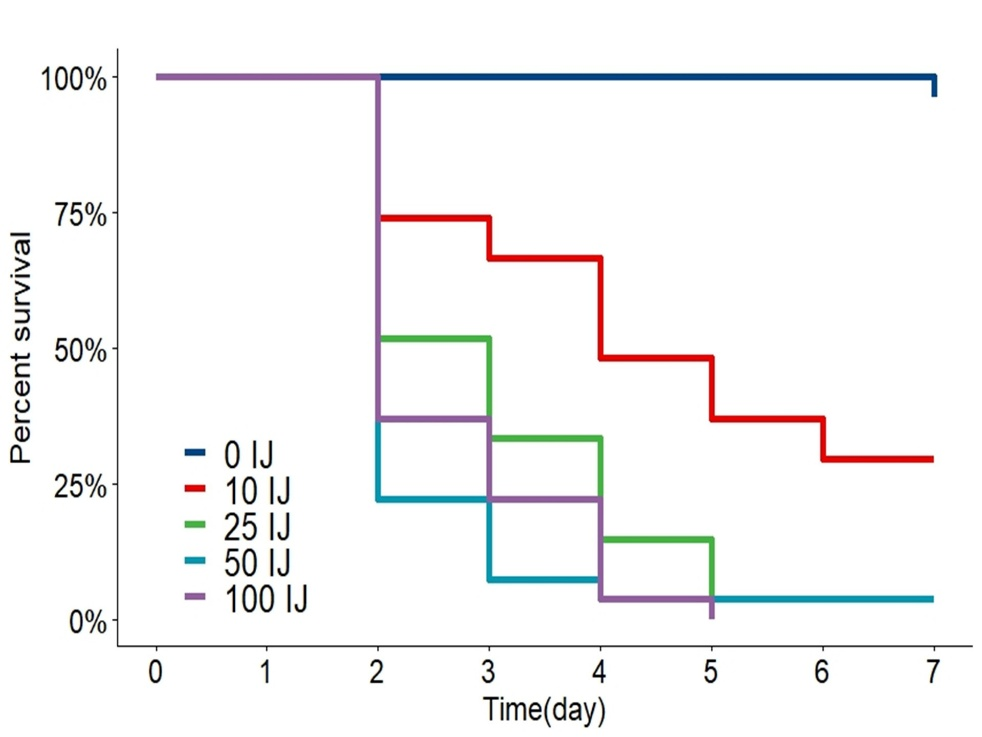 100%
75%
50%
25%
0%
Percent survival
0 IJ
10 IJ
25 IJ
50 IJ
100 IJ
0 1 2 3 4 5 6 7
Time(day)